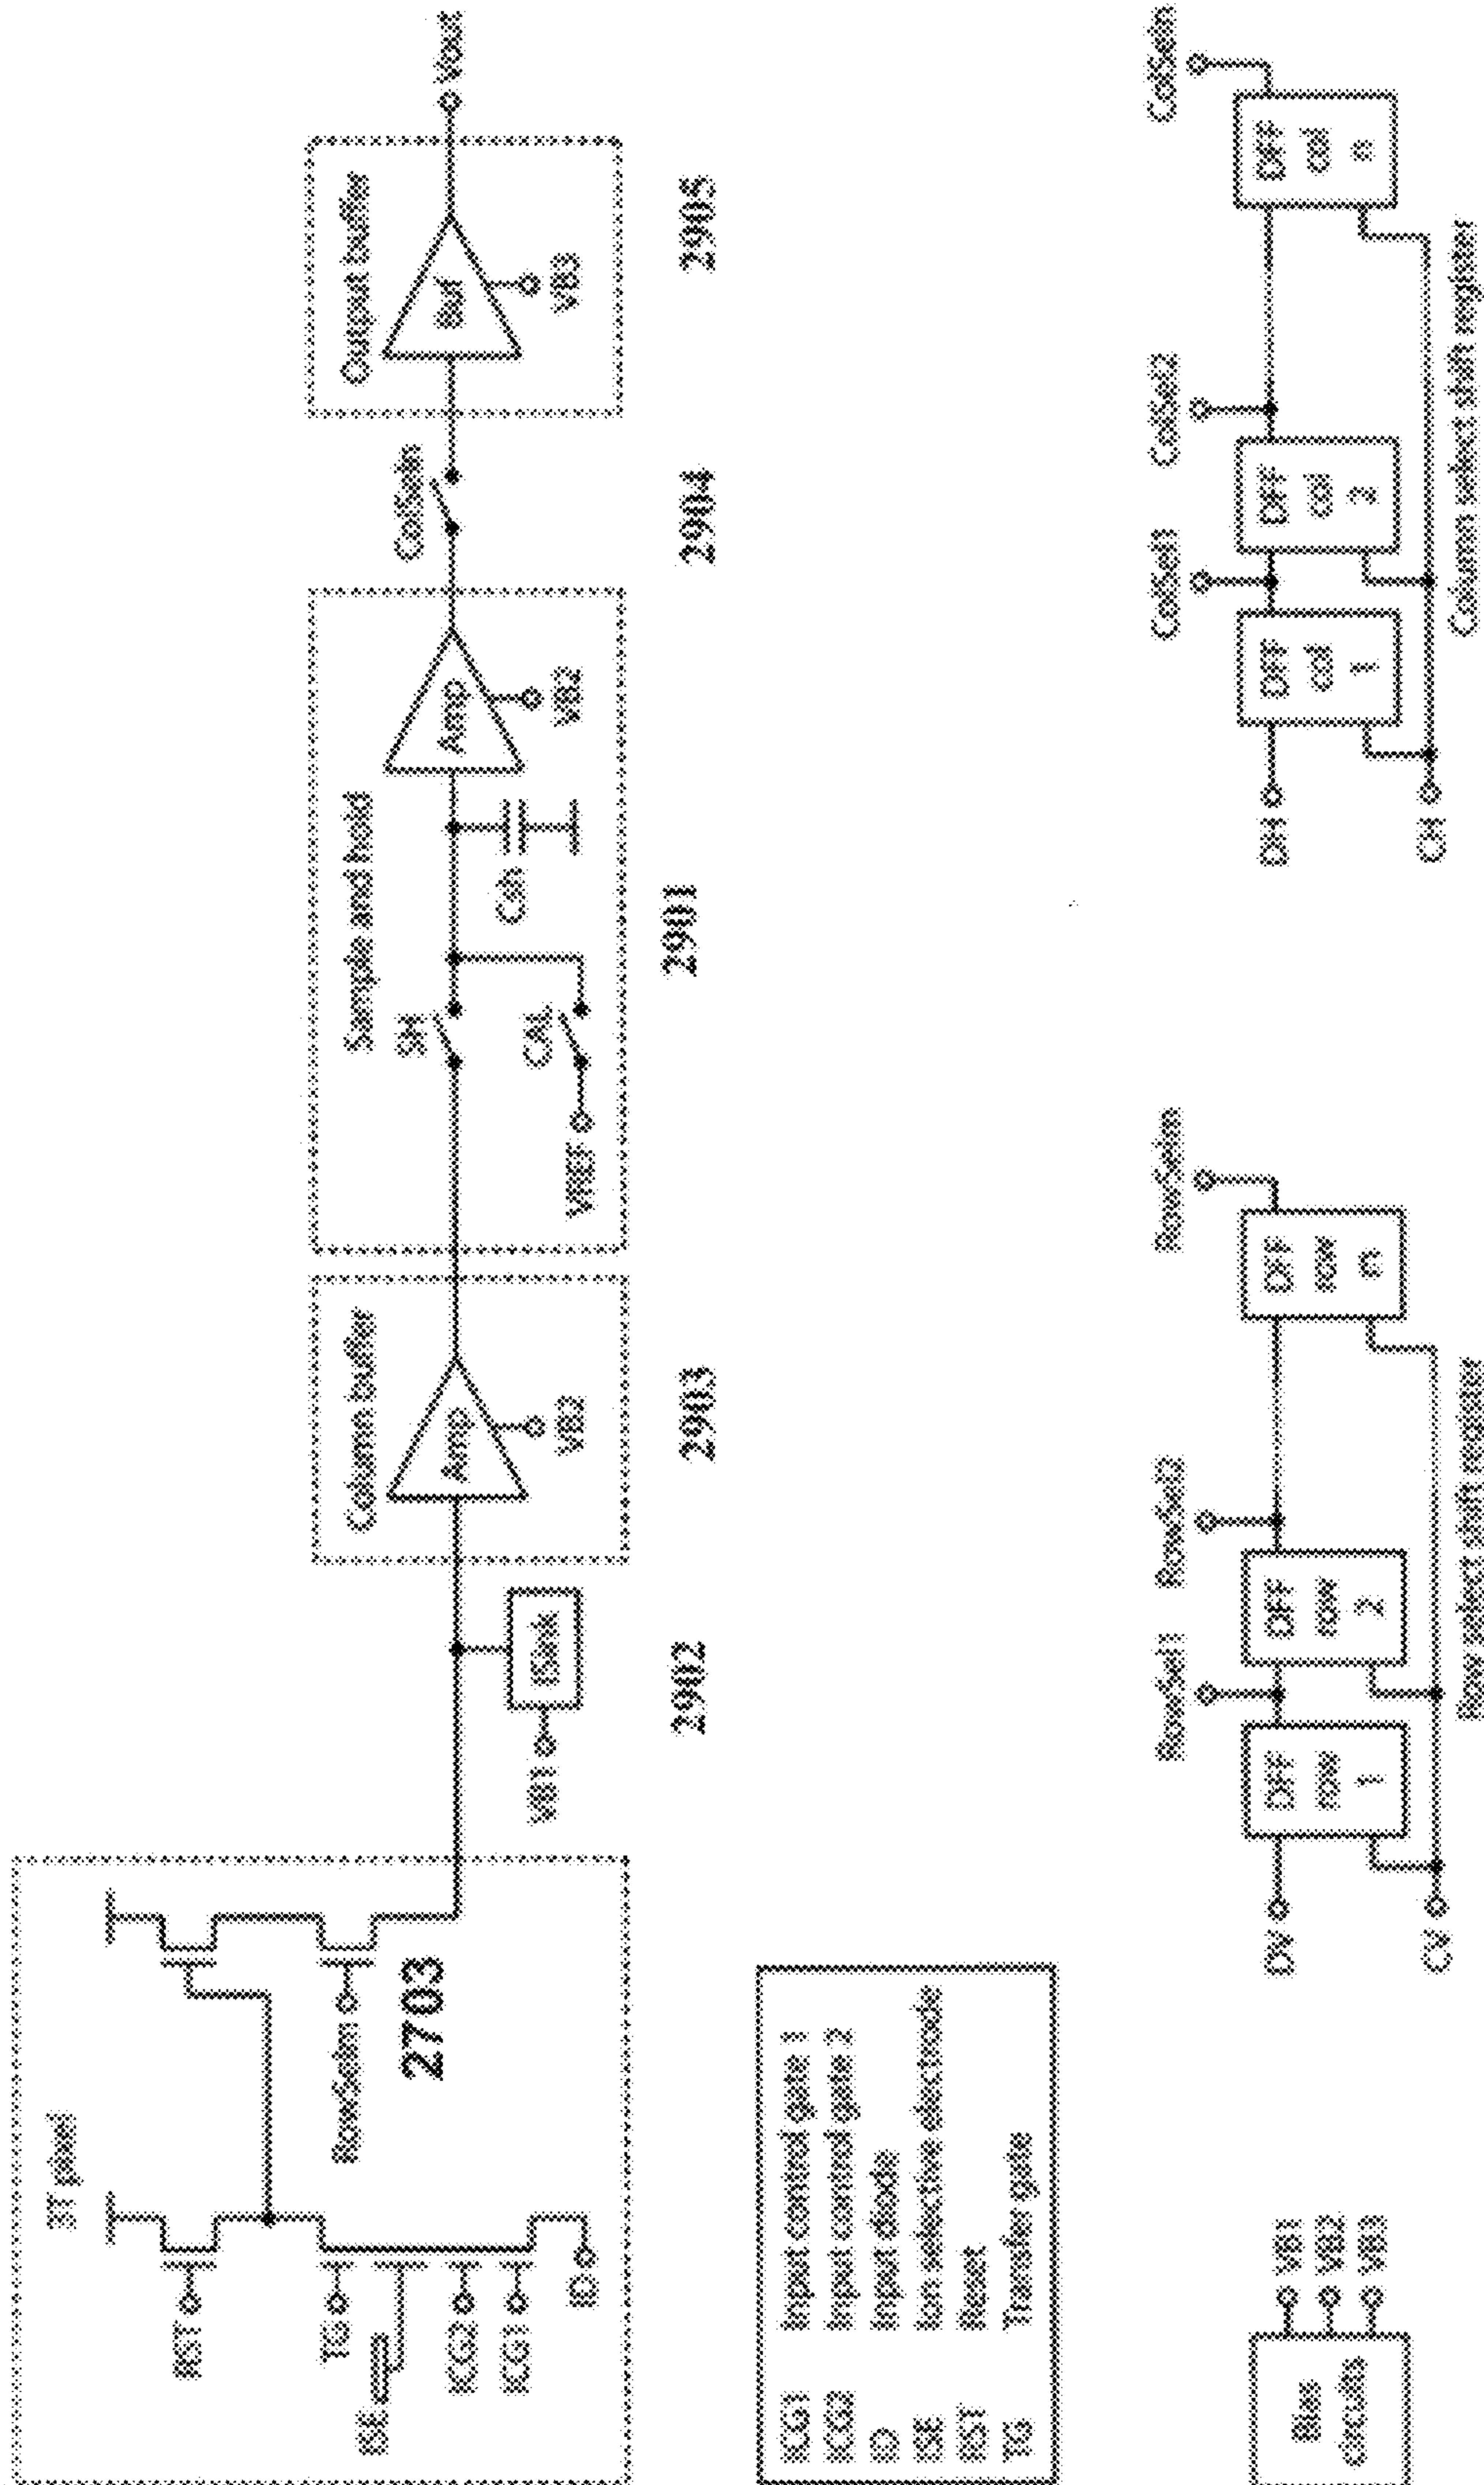 3T pixel
RST
TG
ISE
ICG2
ICG1
ID
RowSelm
2703
VB1
ISink
2902
Column buffer
Amp
VB2
2903
Sample and hold
SH
CAL
VREF
Csh
Amp
VB2
2901
ColSeln
2904
Output buffer
Buf
VB3
2905
Vout
ICG1 Input control gate 1
ICG2 Input control gate 2
ID Input diode
ISE Ion selective electrode
RST Reset
TG Transfer gate
Bias
circuits
VB1
VB2
VB3
DV
CV
DFF
row
1
RowSel1
DFF
row
2
RowSel2
DFF
row
RowSelm
Row select shift register
DH
CH
DFF
col
1
ColSel1
DFF
col
2
ColSel2
DFF
col
n
ColSeln
Column select shift register